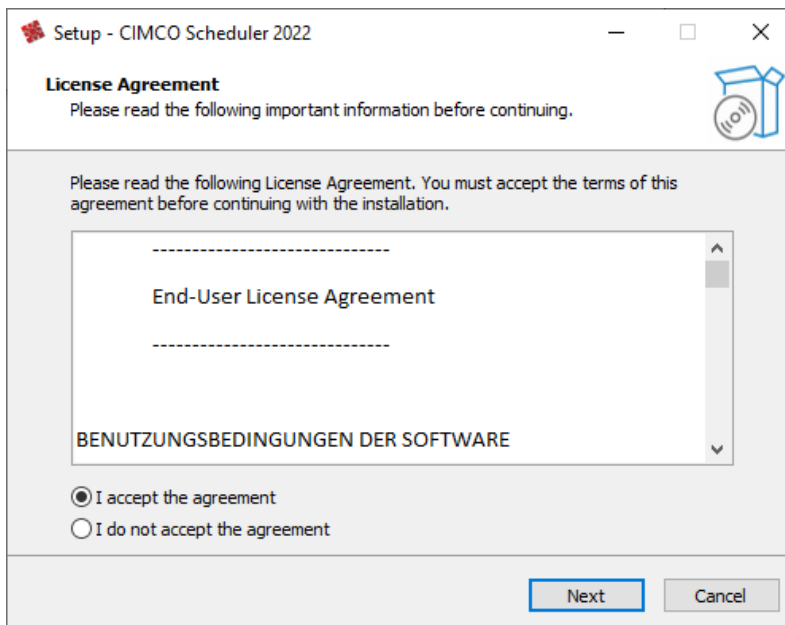 Setup - CIMCO Scheduler 2022
License Agreement
Please read the following important information before continuing.
Please read the following License Agreement. You must accept the terms of this
agreement before continuing with the installation.
------------------------------
End-User License Agreement
------------------------------
BENUTZUNGSBEDINGUNGEN DER SOFTWARE
I accept the agreement
I do not accept the agreement
Next Cancel